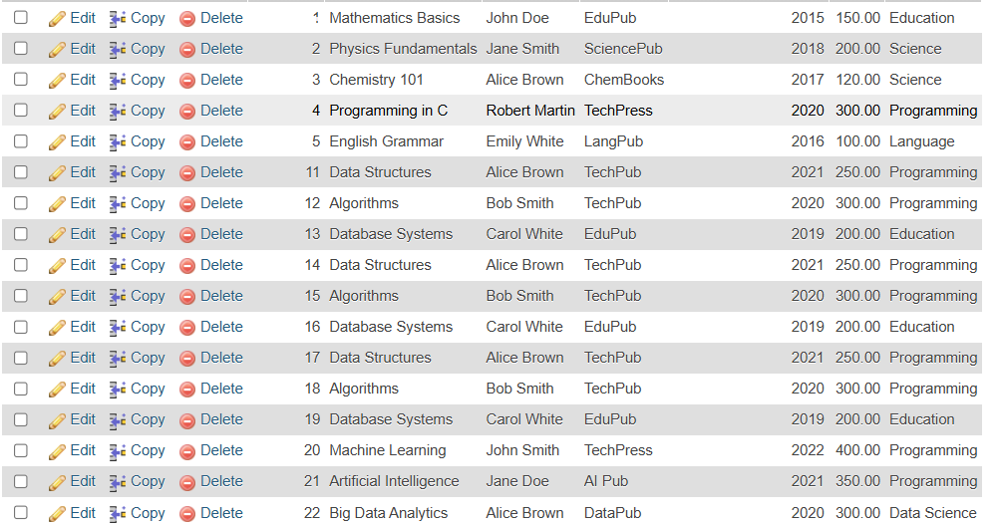 Edit Copy Delete 1 Mathematics Basics John Doe EduPub 2015 150.00 Education
Edit Copy Delete 2 Physics Fundamentals Jane Smith SciencePub 2018 200.00 Science
Edit Copy Delete 3 Chemistry 101 Alice Brown ChemBooks 2017 120.00 Science
Edit Copy Delete 4 Programming in C Robert Martin TechPress 2020 300.00 Programming
Edit Copy Delete 5 English Grammar Emily White LangPub 2016 100.00 Language
Edit Copy Delete 11 Data Structures Alice Brown TechPub 2021 250.00 Programming
Edit Copy Delete 12 Algorithms Bob Smith TechPub 2020 300.00 Programming
Edit Copy Delete 13 Database Systems Carol White EduPub 2019 200.00 Education
Edit Copy Delete 14 Data Structures Alice Brown TechPub 2021 250.00 Programming
Edit Copy Delete 15 Algorithms Bob Smith TechPub 2020 300.00 Programming
Edit Copy Delete 16 Database Systems Carol White EduPub 2019 200.00 Education
Edit Copy Delete 17 Data Structures Alice Brown TechPub 2021 250.00 Programming
Edit Copy Delete 18 Algorithms Bob Smith TechPub 2020 300.00 Programming
Edit Copy Delete 19 Database Systems Carol White EduPub 2019 200.00 Education
Edit Copy Delete 20 Machine Learning John Smith TechPress 2022 400.00 Programming
Edit Copy Delete 21 Artificial Intelligence Jane Doe AI Pub 2021 350.00 Programming
Edit Copy Delete 22 Big Data Analytics Alice Brown DataPub 2020 300.00 Data Science